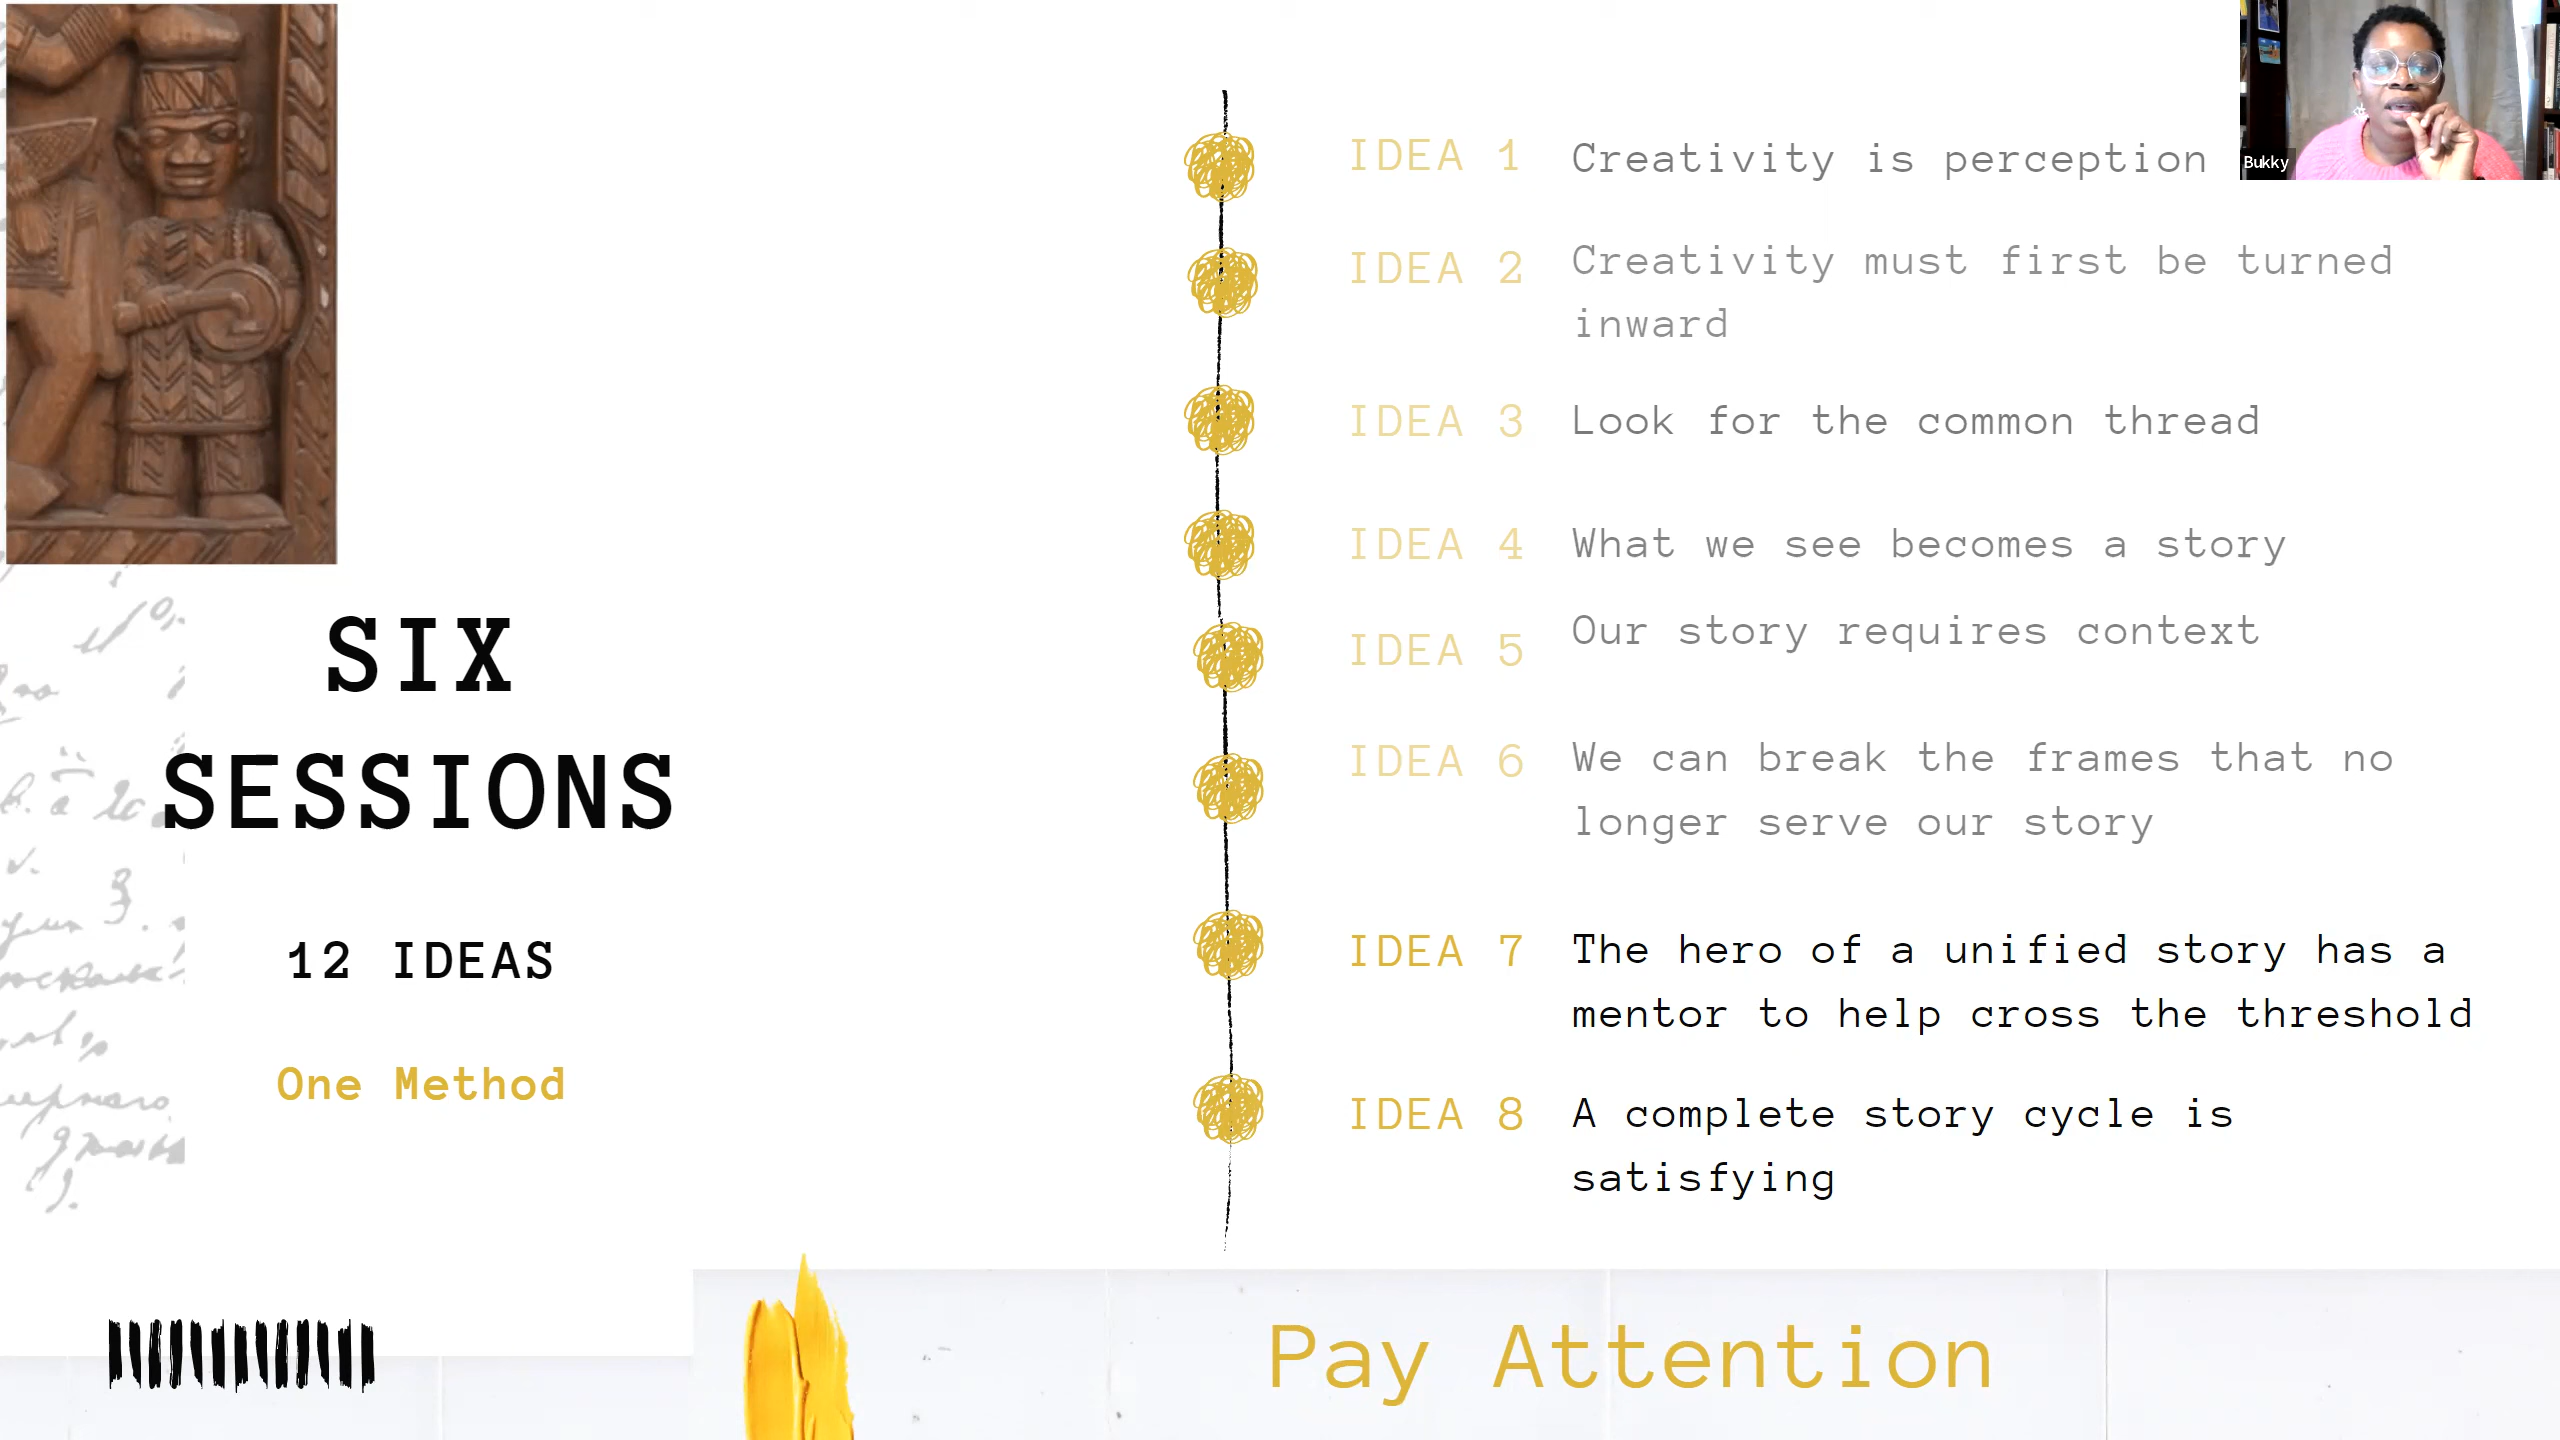 SIX
SESSIONS
12 IDEAS
One Method
IDEA 1 Creativity is perception
IDEA 2 Creativity must first be turned
inward
IDEA 3 Look for the common thread
IDEA 4 What we see becomes a story
IDEA 5 Our story requires context
IDEA 6 We can break the frames that no
longer serve our story
IDEA 7 The hero of a unified story has a
mentor to help cross the threshold
IDEA 8 A complete story cycle is
satisfying
Pay Attention
Bukky